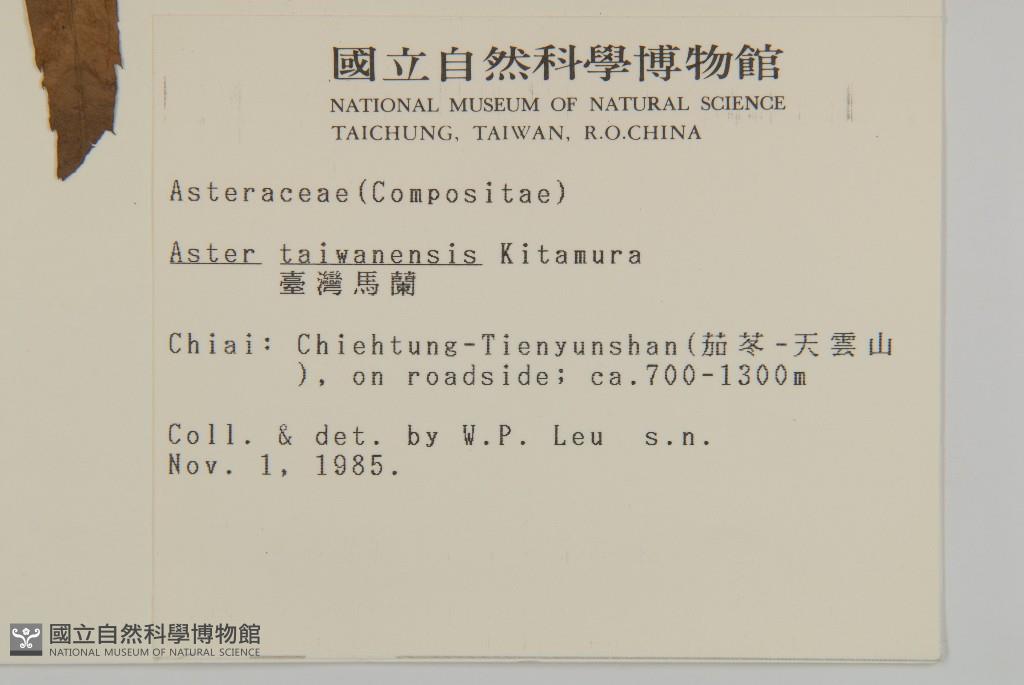 國立自然科學博物館
NATIONAL MUSEUM OF NATURAL SCIENCE
TAICHUNG, TAIWAN, R.O.CHINA
Asteraceae(Compositae)
Aster taiwanensis Kitamura
臺灣馬蘭
Chiai: Chiehtung-Tienyunshan(茄苳-天雲山
), on roadside; ca.700-1300m
Coll. & det. by W.P. Leu s.n.
Nov. 1, 1985.
國立自然科學博物館
NATIONAL MUSEUM OF NATURAL SCIENCE